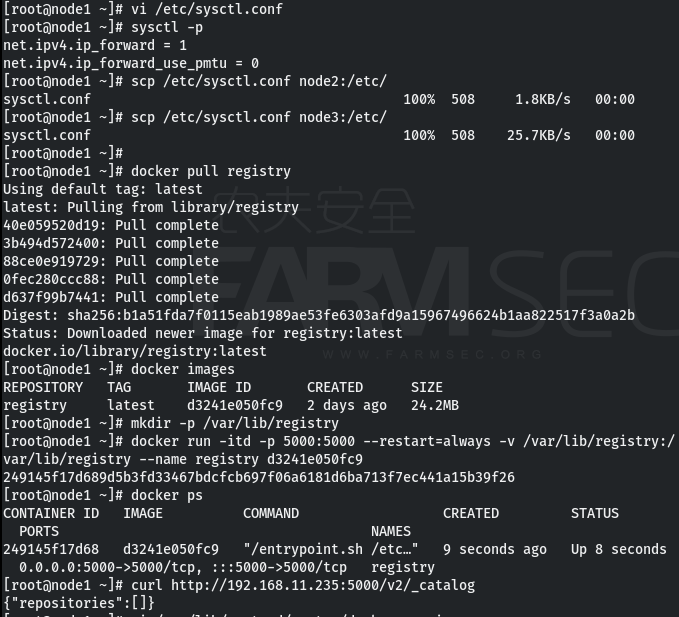 [root@node1 ~]# vi /etc/sysctl.conf
[root@node1 ~]# sysctl -p
net.ipv4.ip_forward = 1
net.ipv4.ip_forward_use_pmtu = 0
[root@node1 ~]# scp /etc/sysctl.conf node2:/etc/
sysctl.conf                                   100%  508     1.8KB/s   00:00
[root@node1 ~]# scp /etc/sysctl.conf node3:/etc/
sysctl.conf                                   100%  508    25.7KB/s   00:00
[root@node1 ~]#
[root@node1 ~]# docker pull registry
Using default tag: latest
latest: Pulling from library/registry
40e059520d19: Pull complete
3b494d572400: Pull complete
88ce0e919729: Pull complete
0fec280ccc88: Pull complete
d637f99b7441: Pull complete
Digest: sha256:b1a51fda7f0115eab1989ae53fe6303afd9a15967496624b1aa822517f3a0a2b
Status: Downloaded newer image for registry:latest
docker.io/library/registry:latest
[root@node1 ~]# docker images
REPOSITORY   TAG       IMAGE ID       CREATED      SIZE
registry     latest    d3241e050fc9   2 days ago   24.2MB
[root@node1 ~]# mkdir -p /var/lib/registry
[root@node1 ~]# docker run -itd -p 5000:5000 --restart=always -v /var/lib/registry:/
var/lib/registry --name registry d3241e050fc9
249145f17d689d5b3fd33467bdcfcb697f06a6181d6ba713f7ec441a15b39f26
[root@node1 ~]# docker ps
CONTAINER ID   IMAGE          COMMAND                  CREATED         STATUS
  PORTS                                       NAMES
249145f17d68   d3241e050fc9   "/entrypoint.sh /etc…"   9 seconds ago   Up 8 seconds
  0.0.0.0:5000->5000/tcp, :::5000->5000/tcp   registry
[root@node1 ~]# curl http://192.168.11.235:5000/v2/_catalog
{"repositories":[]}
农夫安全
FARMSEC
WWW.FARMSEC.ORG